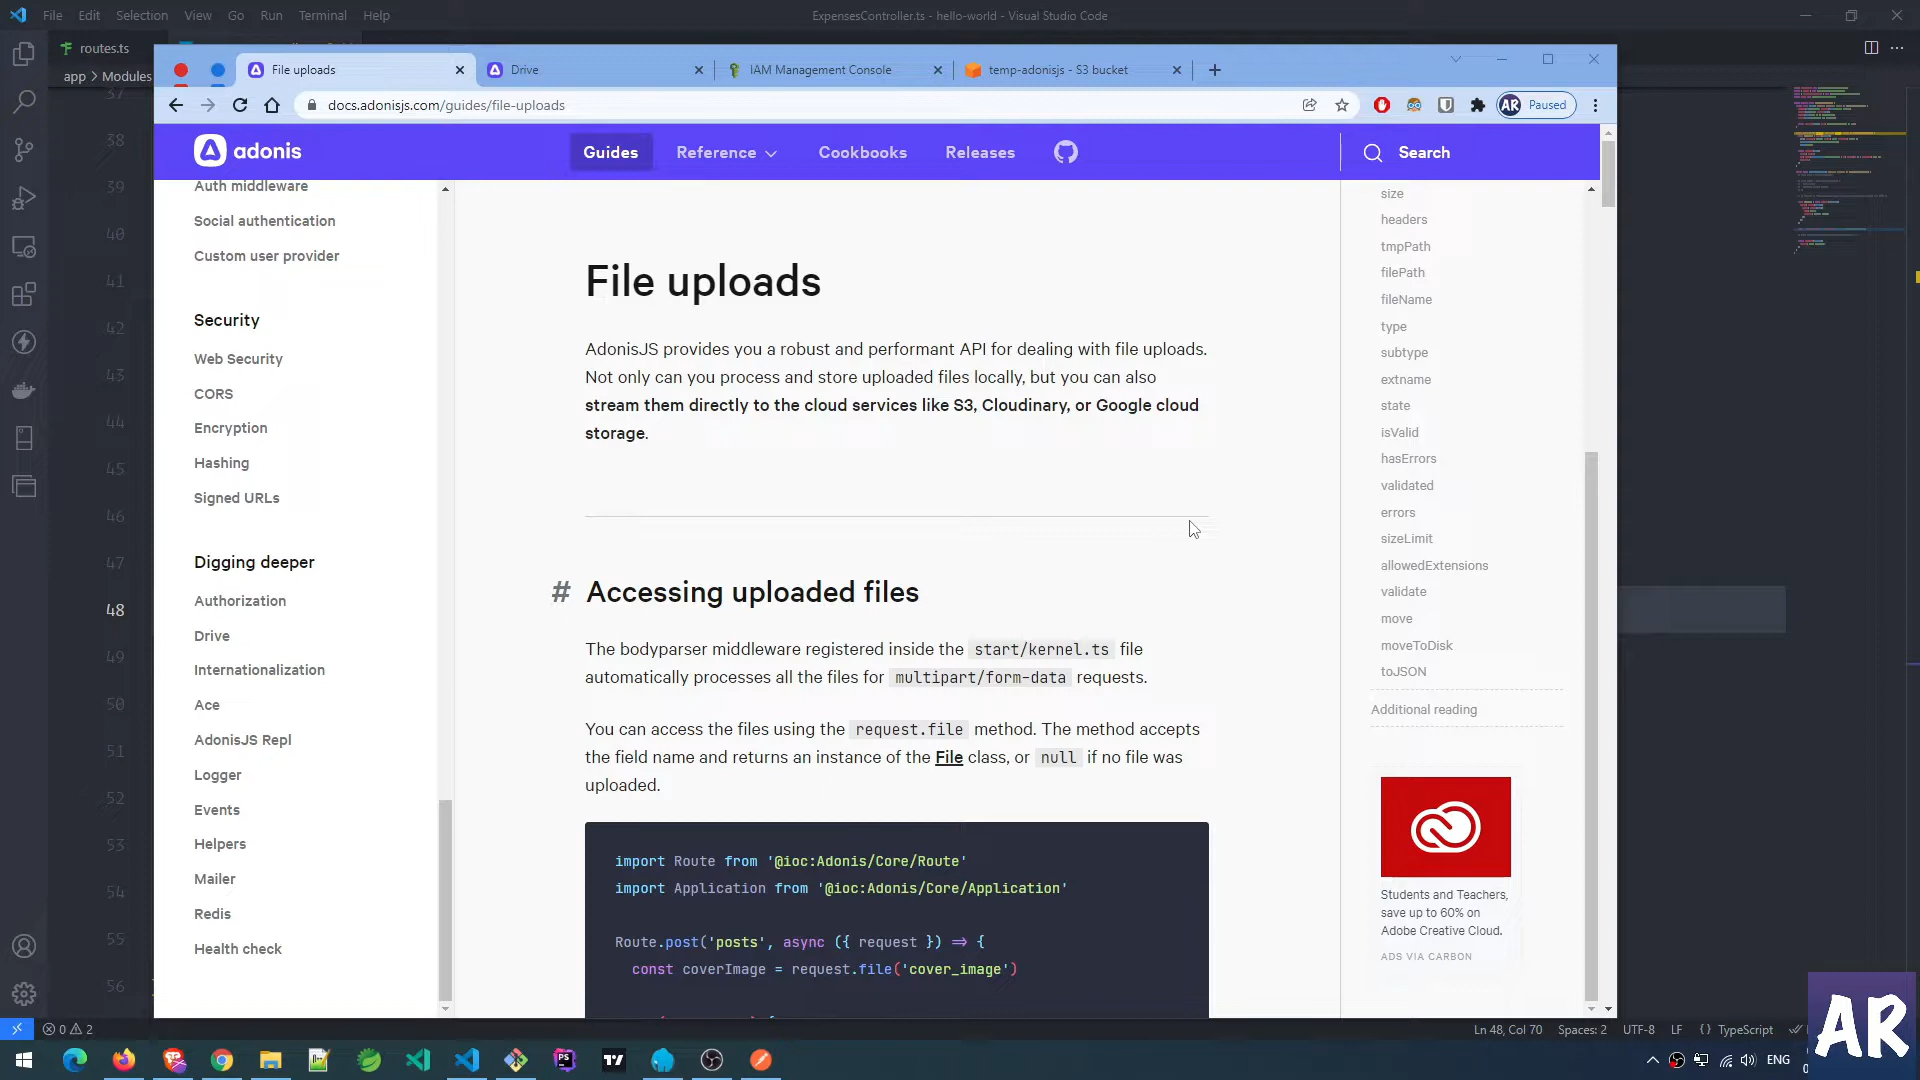 File Edit Selection View Go Run Terminal Help
ExpensesController.ts - hello-world - Visual Studio Code
routes.ts
app > Modules
File uploads
Drive
IAM Management Console
temp-adonisjs - S3 bucket
docs.adonisjs.com/guides/file-uploads
AR Paused
adonis
Guides Reference Cookbooks Releases
Search
Auth middleware
Social authentication
Custom user provider
Security
Web Security
CORS
Encryption
Hashing
Signed URLs
Digging deeper
Authorization
Drive
Internationalization
Ace
AdonisJS Repl
Logger
Events
Helpers
Mailer
Redis
Health check
File uploads
AdonisJS provides you a robust and performant API for dealing with file uploads.
Not only can you process and store uploaded files locally, but you can also
stream them directly to the cloud services like S3, Cloudinary, or Google cloud
storage.
# Accessing uploaded files
The bodyparser middleware registered inside the start/kernel.ts file
automatically processes all the files for multipart/form-data requests.
You can access the files using the request.file method. The method accepts
the field name and returns an instance of the File class, or null if no file was
uploaded.
import Route from '@ioc:Adonis/Core/Route'
import Application from '@ioc:Adonis/Core/Application'
Route.post('posts', async ({ request }) => {
const coverImage = request.file('cover_image')
size
headers
tmpPath
filePath
fileName
type
subtype
extname
state
isValid
hasErrors
validated
errors
sizeLimit
allowedExtensions
validate
move
moveToDisk
toJSON
Additional reading
Students and Teachers,
save up to 60% on
Adobe Creative Cloud.
ADS VIA CARBON
37
38
39
40
41
42
43
44
45
46
47
48
49
50
51
52
53
54
55
56
0 2
Ln 48, Col 70 Spaces: 2 UTF-8 LF {} TypeScript
ENG
AR